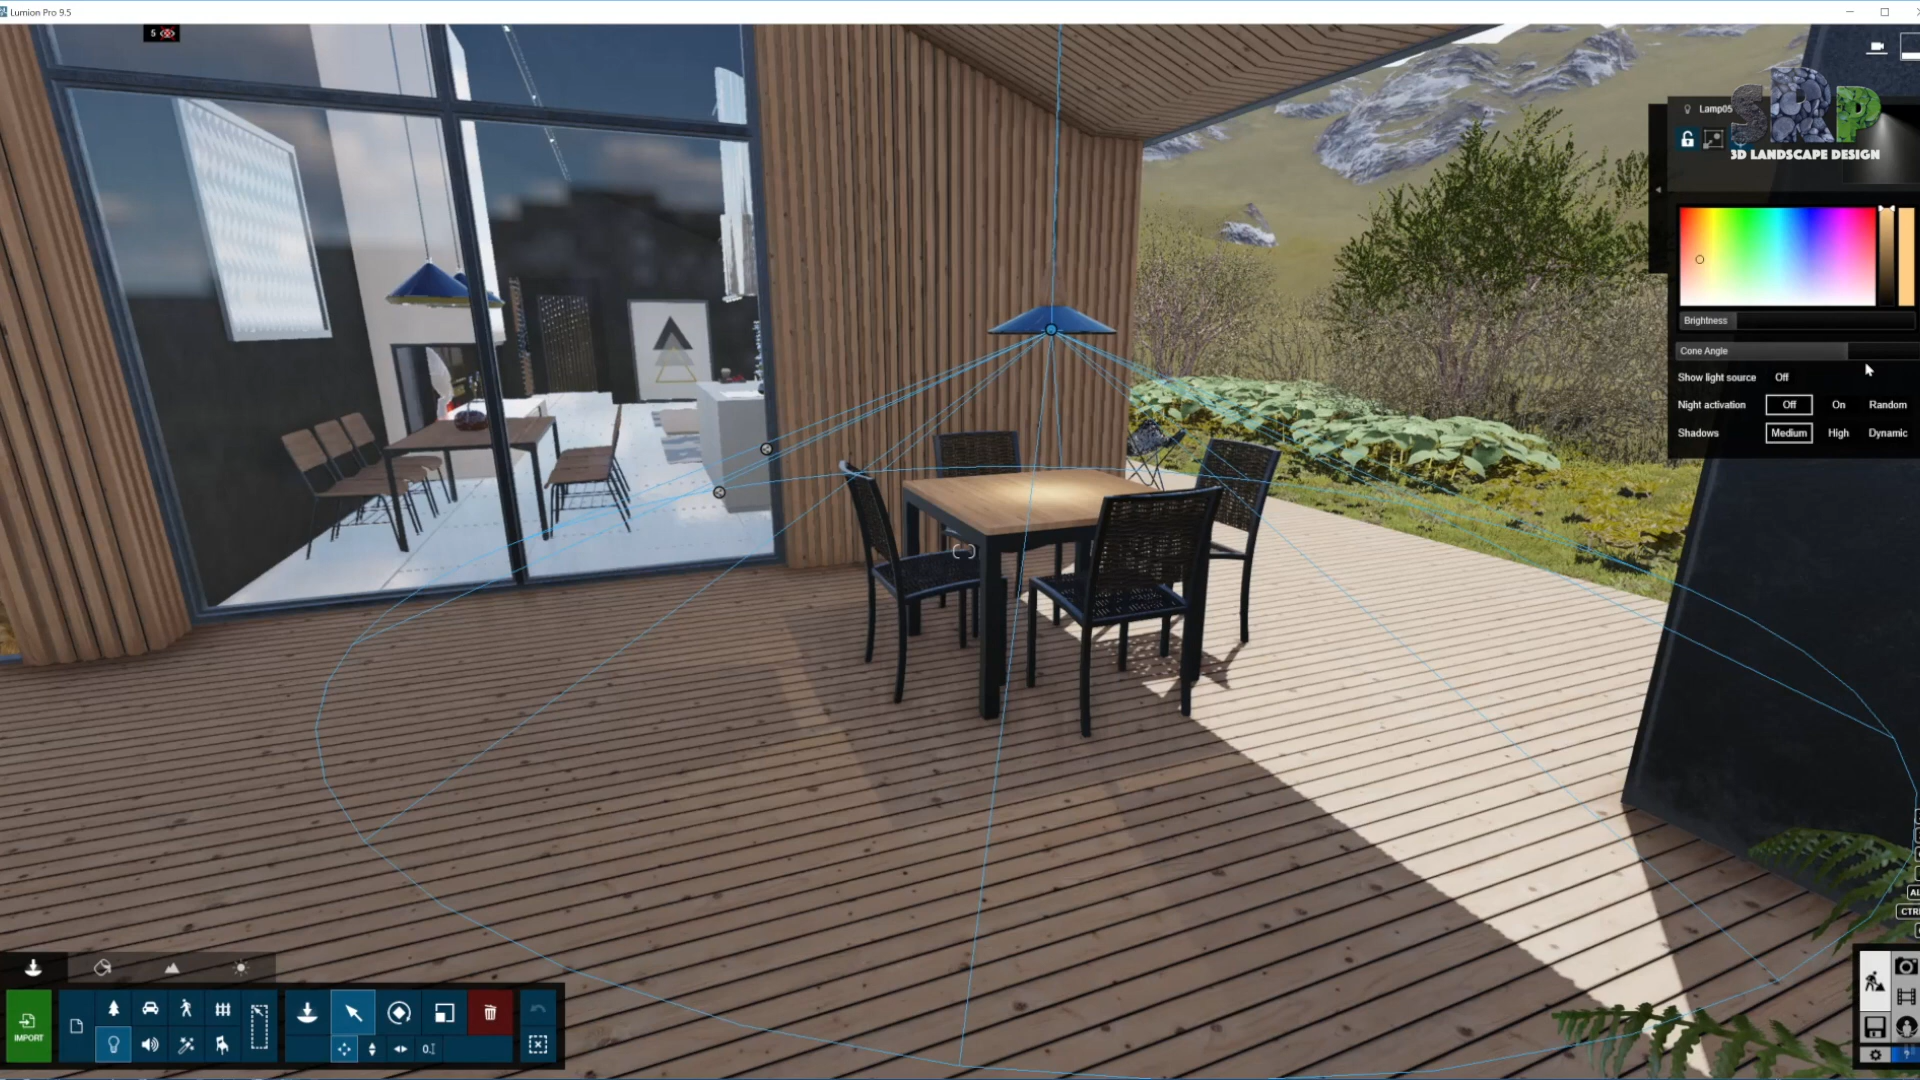 Lumion Pro 9.5
5
Lamp05
SRP
3D LANDSCAPE DESIGN
Brightness
Cone Angle
Show light source Off
Night activation Off On Random
Shadows Medium High Dynamic
CTR
IMPORT